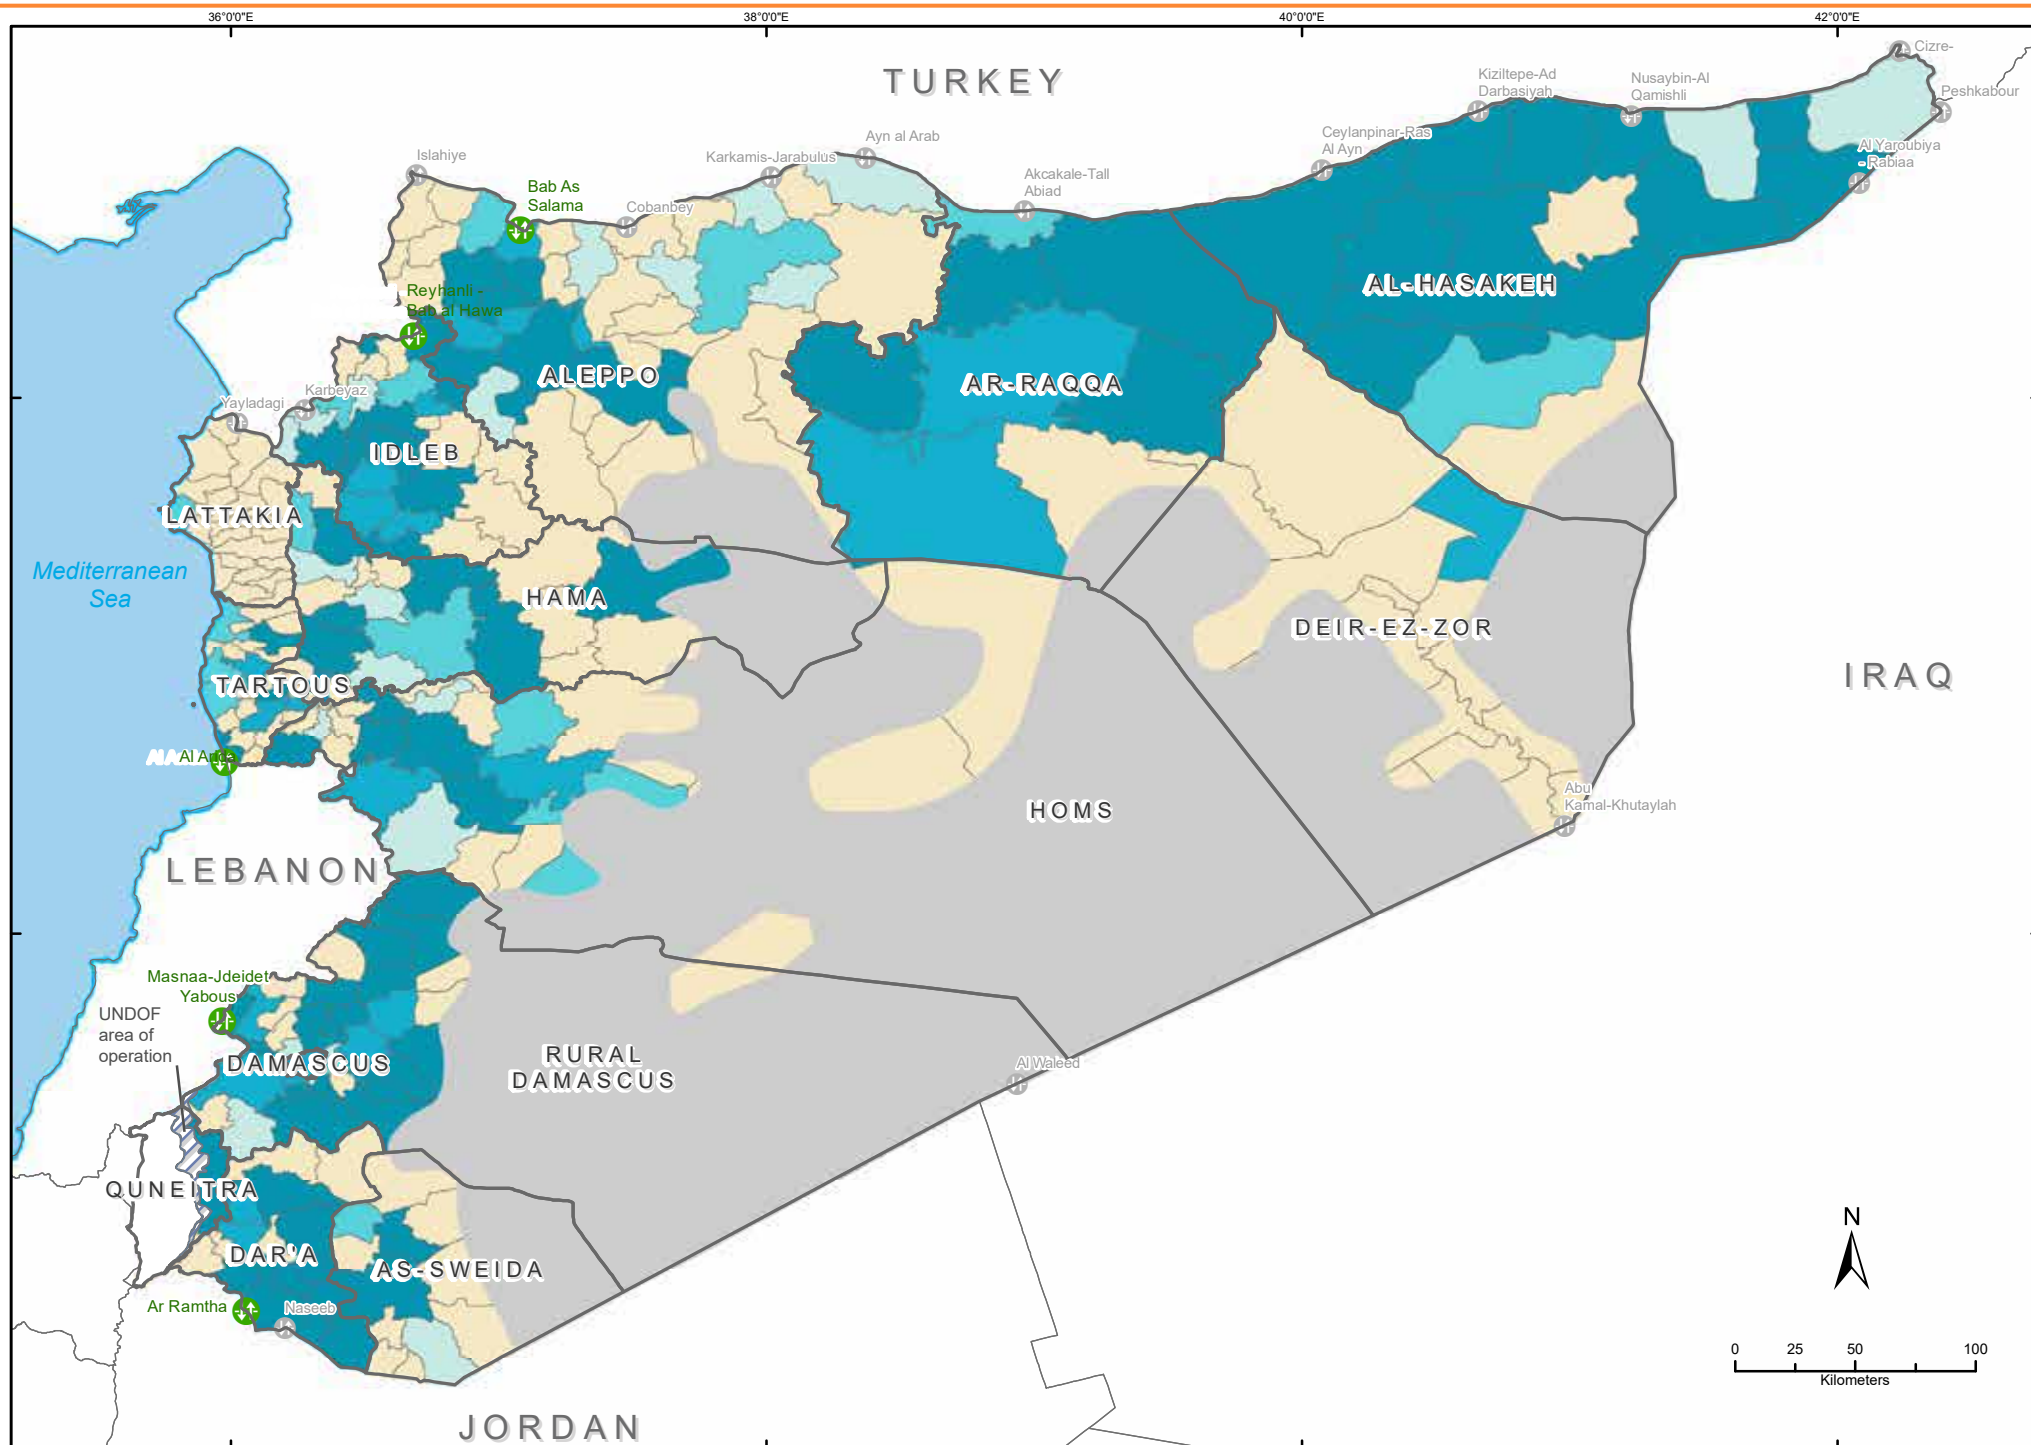 36°0'0"E
38°0'0"E
40°0'0"E
42°0'0"E
TURKEY
Cizre-
Kiziltepe-Ad
Darbasiyah
Nusaybin-Al
Qamishli
Peshkabour
Ayn al Arab
Ceylanpinar-Ras
Al Ayn
Al Yaroubiya
- Rabiaa
Islahiye
Karkamis-Jarabulus
Akcakale-Tall
Abiad
Bab As
Salama
Cobanbey
Reyhanli -
Bab al Hawa
AL-HASAKEH
ALEPPO
AR-RAQQA
Karbeyaz
Yayladagi
IDLEB
LATTAKIA
Mediterranean
Sea
HAMA
DEIR-EZ-ZOR
IRAQ
TARTOUS
Al Arida
HOMS
Abu
Kamal-Khutaylah
LEBANON
Masnaa-Jdeidet
Yabous
UNDOF
area of
operation
DAMASCUS
RURAL
DAMASCUS
Al Waleed
QUNEITRA
DAR'A
AS-SWEIDA
Ar Ramtha
Naseeb
N
0 25 50 100
Kilometers
JORDAN